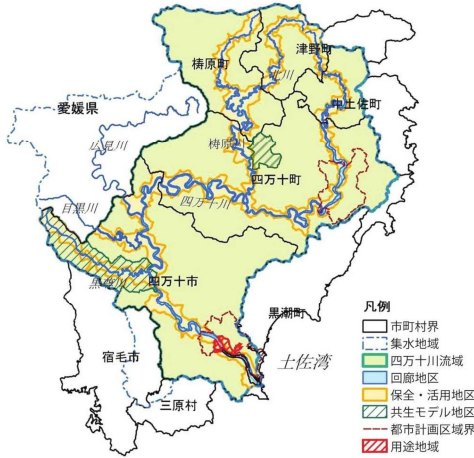 津野町
梼原町
北川
中土佐町
愛媛県
広見川
梼原川
四万十町
四万十川
目黒川
黒尊川
四万十市
黒潮町
土佐湾
宿毛市
三原村
凡例
市町村界
集水地域
四万十川流域
回廊地区
保全・活用地区
共生モデル地区
都市計画区域界
用途地域